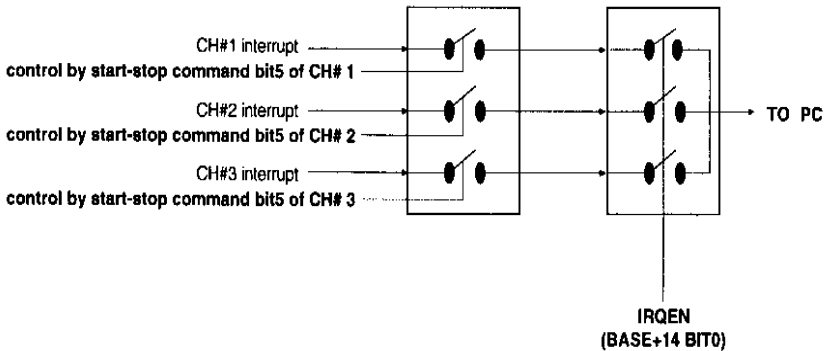 CH#1 interrupt
control by start-stop command bit5 of CH# 1
CH#2 interrupt
control by start-stop command bit5 of CH# 2
CH#3 interrupt
control by start-stop command bit5 of CH# 3
TO PC
IRQEN
(BASE+14 BIT0)